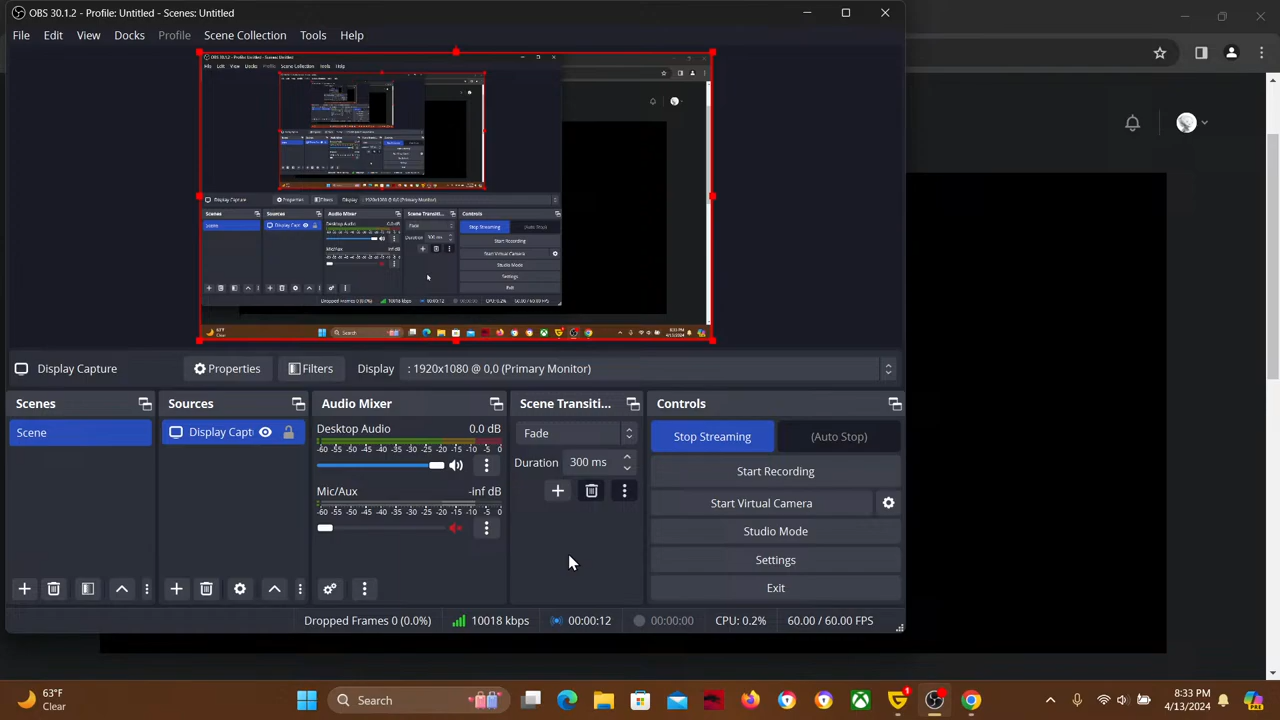 OBS 30.1.2 - Profile: Untitled - Scenes: Untitled
File Edit View Docks Profile Scene Collection Tools Help
Display Capture Properties Filters Display : 1920x1080 @ 0,0 (Primary Monitor)
Scenes
Scene
Sources
Display Capt
Audio Mixer
Desktop Audio 0.0 dB
-60 -55 -50 -45 -40 -35 -30 -25 -20 -15 -10 -5 0
Mic/Aux -inf dB
-60 -55 -50 -45 -40 -35 -30 -25 -20 -15 -10 -5 0
Scene Transiti...
Fade
Duration 300 ms
Controls
Stop Streaming (Auto Stop)
Start Recording
Start Virtual Camera
Studio Mode
Settings
Exit
Dropped Frames 0 (0.0%) 10018 kbps 00:00:12 00:00:00 CPU: 0.2% 60.00 / 60.00 FPS
63°F
Clear
Search
8:33 PM
4/13/2024